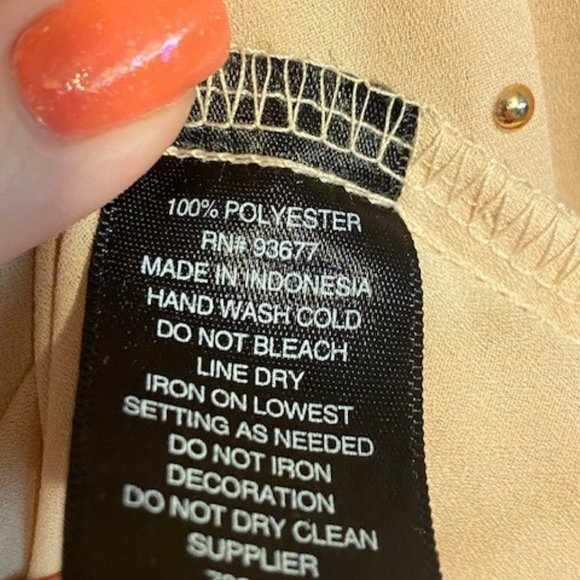 100% POLYESTER
RN# 93677
MADE IN INDONESIA
HAND WASH COLD
DO NOT BLEACH
LINE DRY
IRON ON LOWEST
SETTING AS NEEDED
DO NOT IRON
DECORATION
DO NOT DRY CLEAN
SUPPLIER